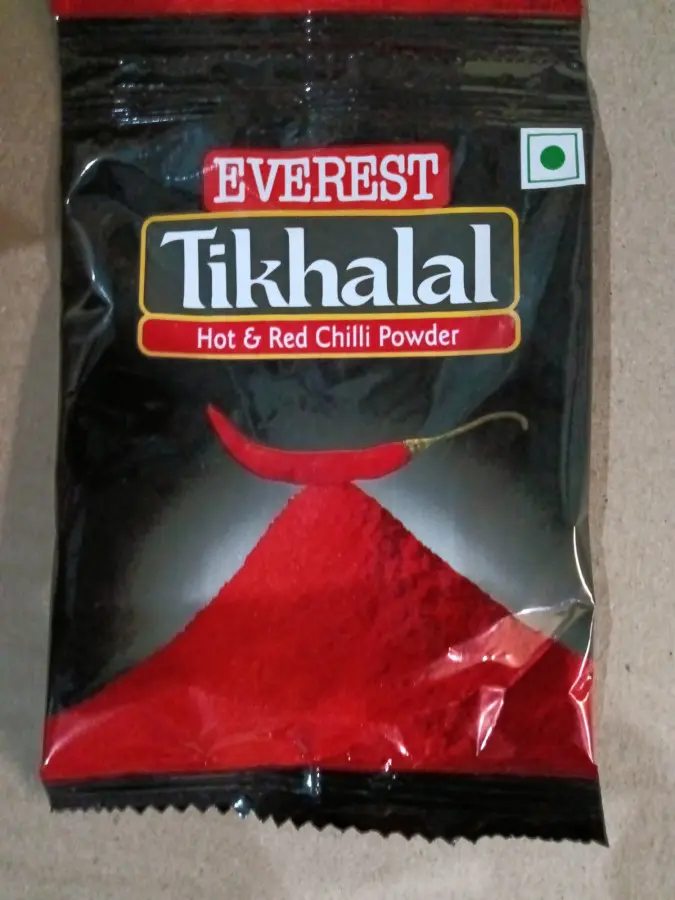 EVEREST
Tikhalal
Hot & Red Chilli Powder